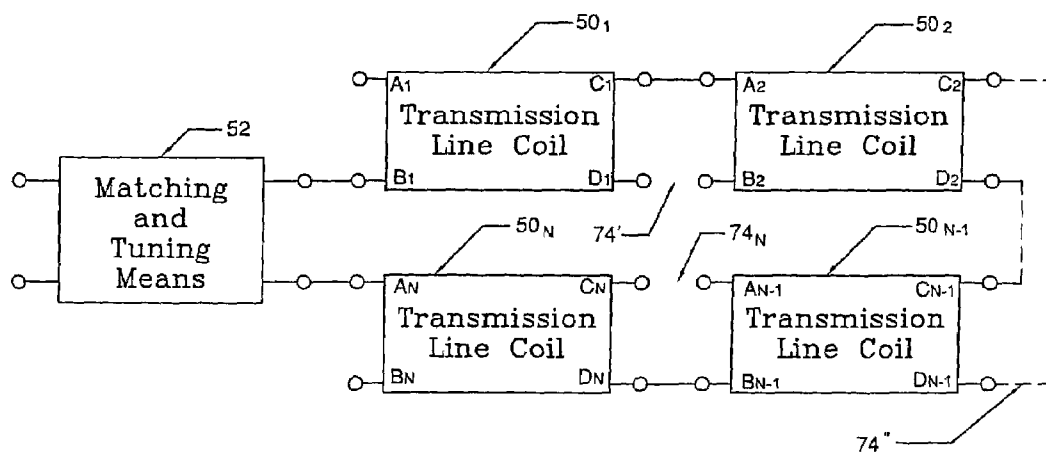 50₁
50₂
A₁ C₁ A₂ C₂
Transmission Transmission
52
Line Coil Line Coil
B₁ D₁ B₂ D₂
Matching
and
Tuning
Means
50N 74' 74N 50N-1
AN CN AN-1 CN-1
Transmission Transmission
Line Coil Line Coil
BN DN BN-1 DN-1
74"